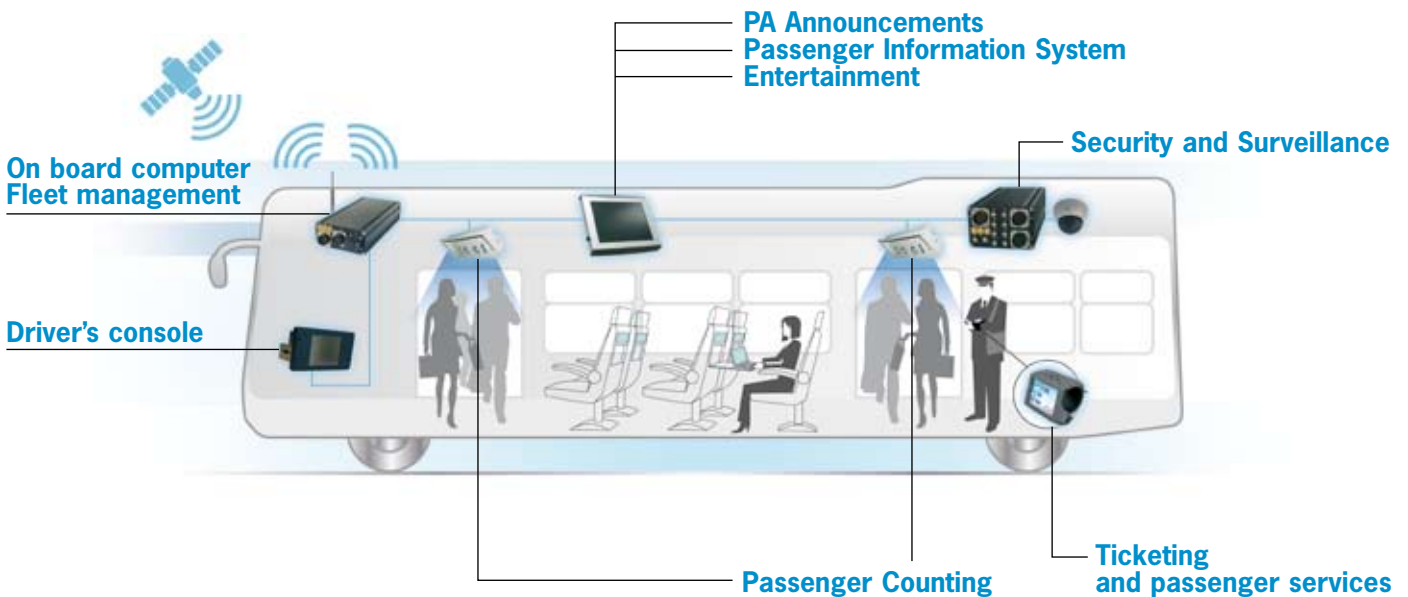 PA Announcements
Passenger Information System
Entertainment
Security and Surveillance
On board computer
Fleet management
Driver's console
Passenger Counting
Ticketing
and passenger services